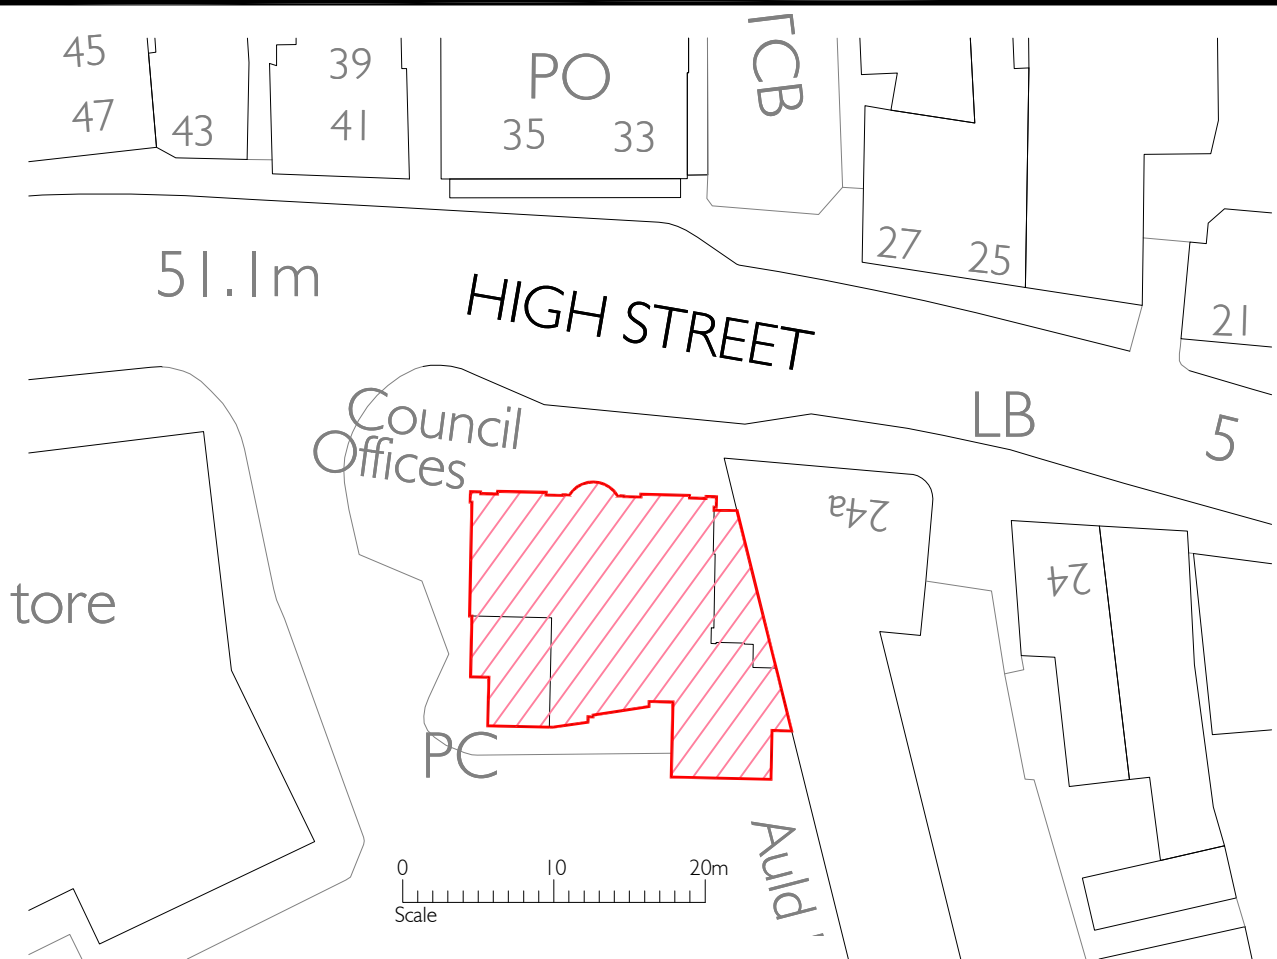 45
47
43
39
41
PO
35 33
TCB
27 25
21
51.1m
HIGH STREET
LB
5
Council
Offices
24a
24
tore
PC
Auld '
0 10 20m
Scale